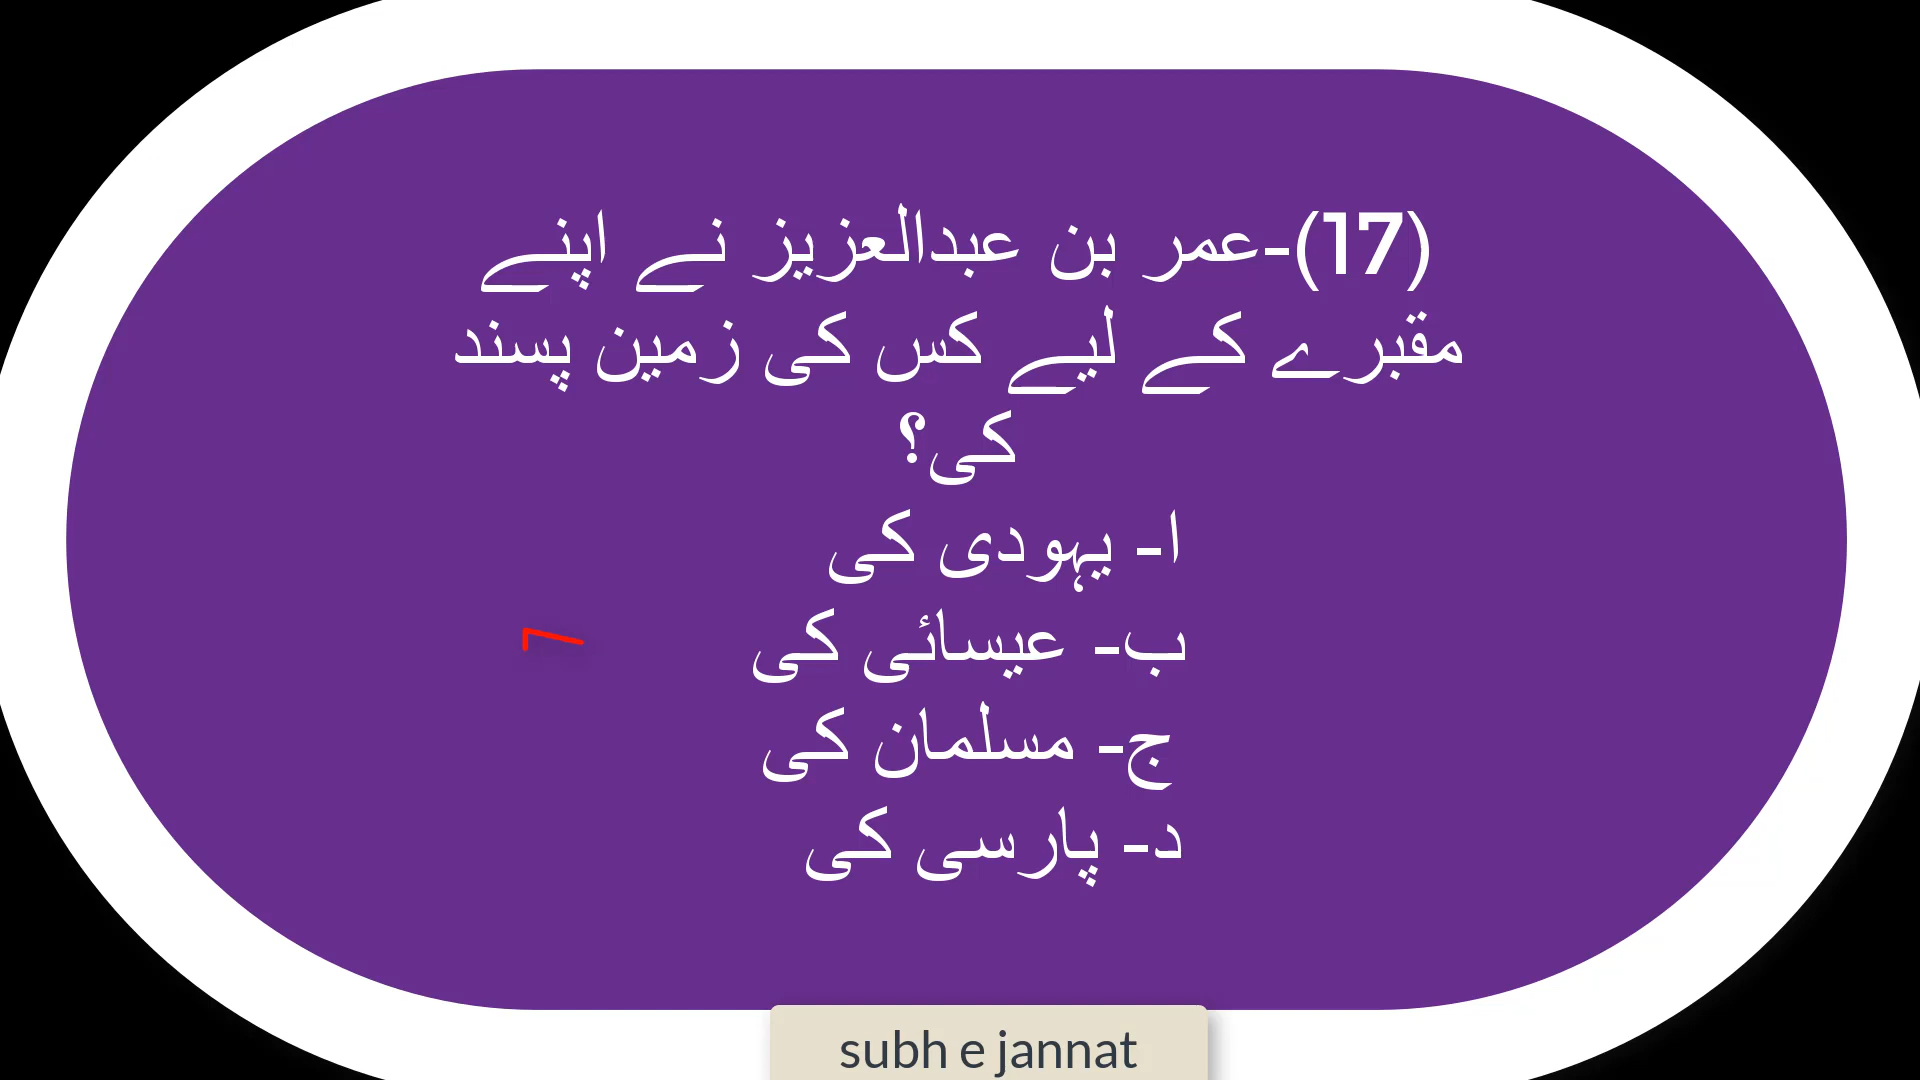 (17)-عمر بن عبدالعزیز نے اپنے
مقبرے کے لیے کس کی زمین پسند
کی؟
ا- یہودی کی
ب- عیسائی کی
ج- مسلمان کی
د- پارسی کی
subh e jannat